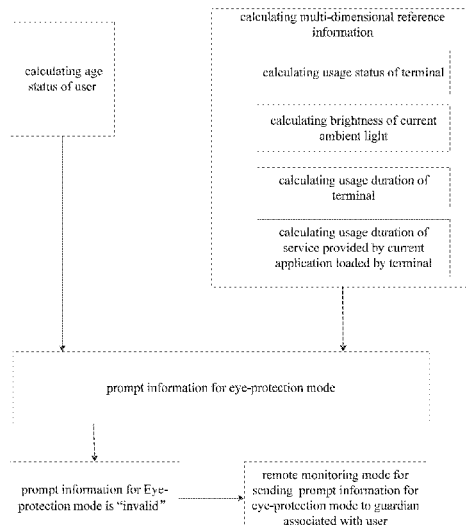 calculating multi-dimensional reference
information
calculating age
status of user
calculating usage status of terminal
calculating brightness of current
ambient light
calculating usage duration of
terminal
calculating usage duration of
service provided by current
application loaded by terminal
prompt information for eye-protection mode
prompt information for Eye-
protection mode is "invalid"
remote monitoring mode for
sending prompt information for
eye-protection mode to guardian
associated with user